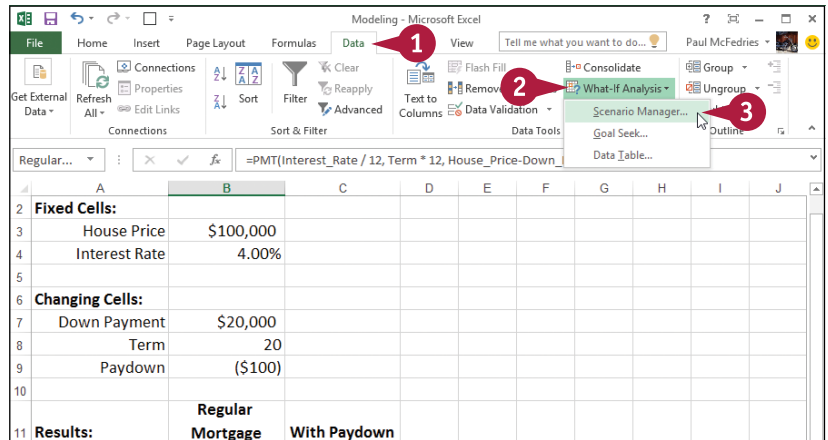 Modeling - Microsoft Excel ?
File Home Insert Page Layout Formulas Data 1 View Tell me what you want to do... Paul McFedries
Get External Data
Refresh All
Connections
Properties
Edit Links
Connections
Sort
Filter
Clear
Reapply
Advanced
Sort & Filter
Text to Columns
Flash Fill
Remov
Data Validation
Consolidate
2 What-If Analysis
Scenario Manager... 3
Goal Seek...
Data Table...
Data Tools
Group
Ungroup
Outline
Regular... fx =PMT(Interest_Rate / 12, Term * 12, House_Price-Down_
A B C D E F G H I J
2 Fixed Cells:
3 House Price $100,000
4 Interest Rate 4.00%
5
6 Changing Cells:
7 Down Payment $20,000
8 Term 20
9 Paydown ($100)
10
11 Results: Regular Mortgage With Paydown